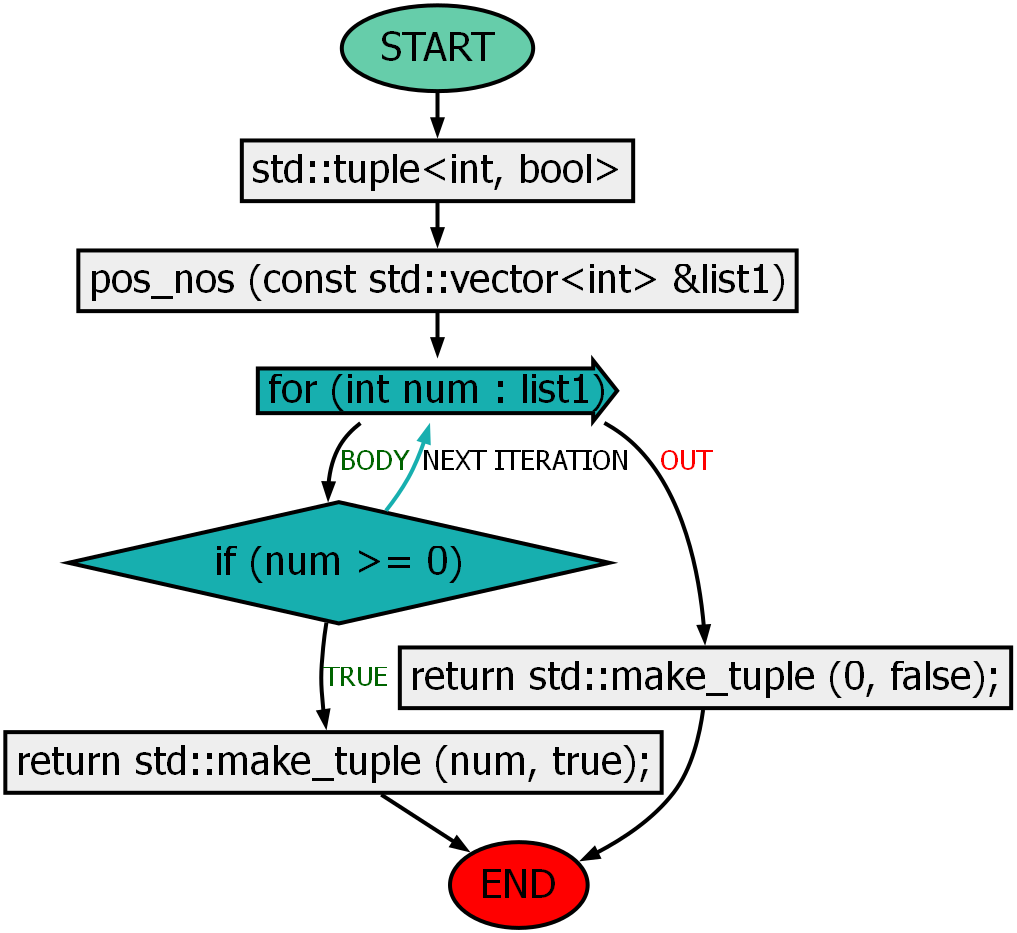 START
std::tuple<int, bool>
pos_nos (const std::vector<int> &list1)
for (int num : list1)
BODY
NEXT ITERATION
OUT
if (num >= 0)
TRUE
return std::make_tuple (0, false);
return std::make_tuple (num, true);
END